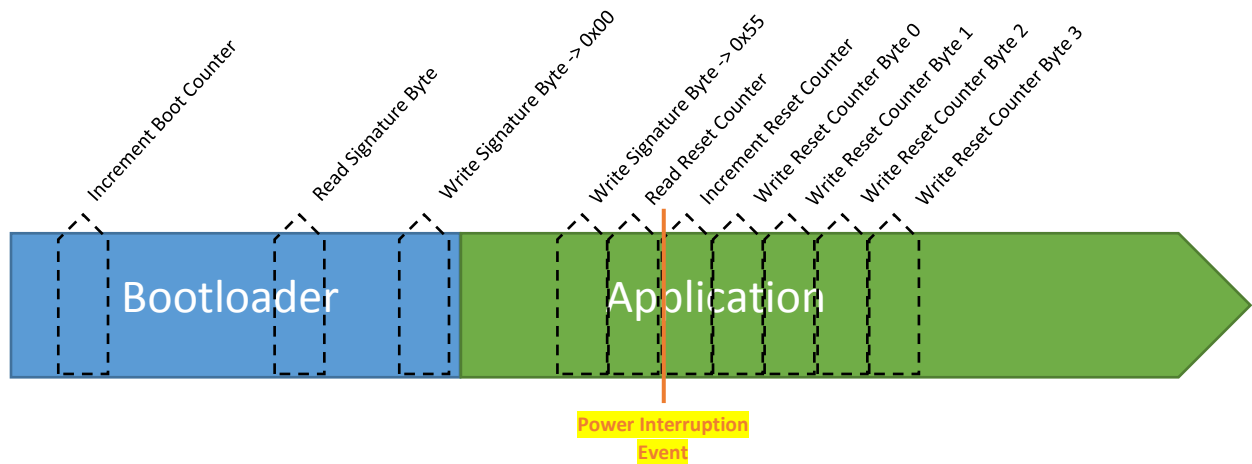 Increment Boot Counter
Read Signature Byte
Write Signature Byte -> 0x00
Write Signature Byte -> 0x55
Read Reset Counter
Increment Reset Counter
Write Reset Counter Byte 0
Write Reset Counter Byte 1
Write Reset Counter Byte 2
Write Reset Counter Byte 3
Bootloader
Application
Power Interruption
Event